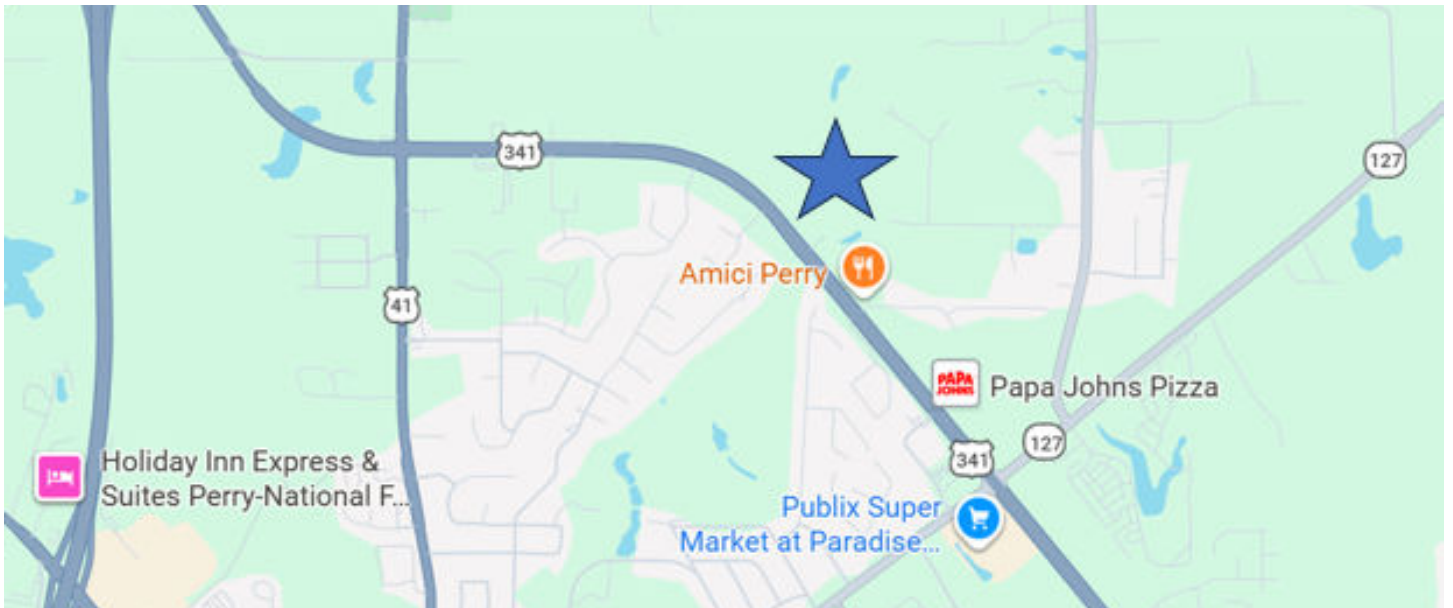 341
127
Amici Perry
41
PAPA JOHNS
Papa Johns Pizza
127
341
Holiday Inn Express &
Suites Perry-National F...
Publix Super
Market at Paradise...